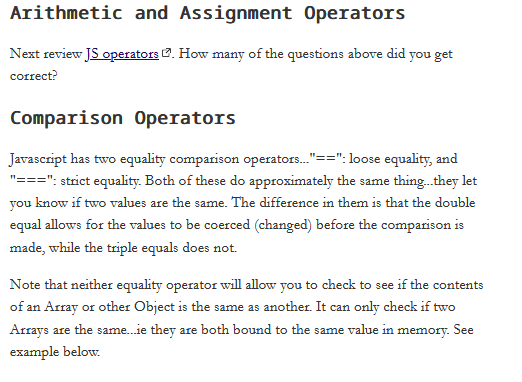 Arithmetic and Assignment Operators
Next review JS operators. How many of the questions above did you get
correct?
Comparison Operators
Javascript has two equality comparison operators..."==": loose equality, and
"===": strict equality. Both of these do approximately the same thing...they let
you know if two values are the same. The difference in them is that the double
equal allows for the values to be coerced (changed) before the comparison is
made, while the triple equals does not.
Note that neither equality operator will allow you to check to see if the contents
of an Array or other Object is the same as another. It can only check if two
Arrays are the same...ie they are both bound to the same value in memory. See
example below.